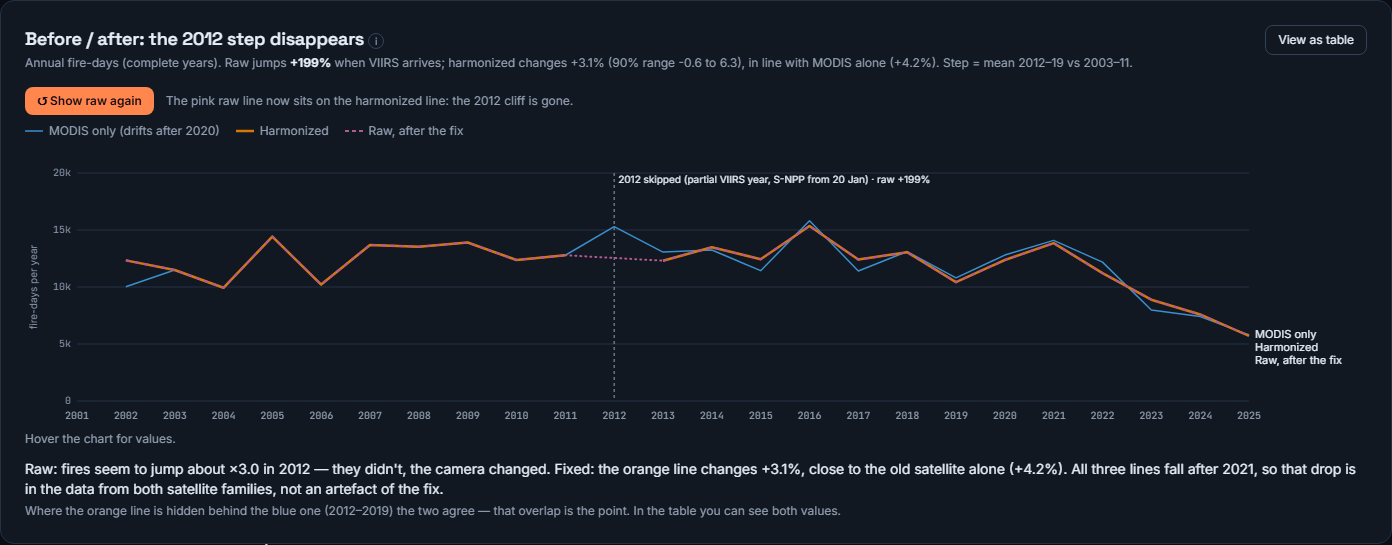 Before / after: the 2012 step disappears ⓘ
View as table
Annual fire-days (complete years). Raw jumps +199% when VIIRS arrives; harmonized changes +3.1% (90% range -0.6 to 6.3), in line with MODIS alone (+4.2%). Step = mean 2012–19 vs 2003–11.
↺ Show raw again
The pink raw line now sits on the harmonized line: the 2012 cliff is gone.
MODIS only (drifts after 2020) Harmonized Raw, after the fix
20k
2012 skipped (partial VIIRS year, S-NPP from 20 Jan) · raw +199%
15k
fire-days per year
10k
5k
MODIS only
Harmonized
Raw, after the fix
0
2001 2002 2003 2004 2005 2006 2007 2008 2009 2010 2011 2012 2013 2014 2015 2016 2017 2018 2019 2020 2021 2022 2023 2024 2025
Hover the chart for values.
Raw: fires seem to jump about ×3.0 in 2012 — they didn't, the camera changed. Fixed: the orange line changes +3.1%, close to the old satellite alone (+4.2%). All three lines fall after 2021, so that drop is
in the data from both satellite families, not an artefact of the fix.
Where the orange line is hidden behind the blue one (2012–2019) the two agree — that overlap is the point. In the table you can see both values.